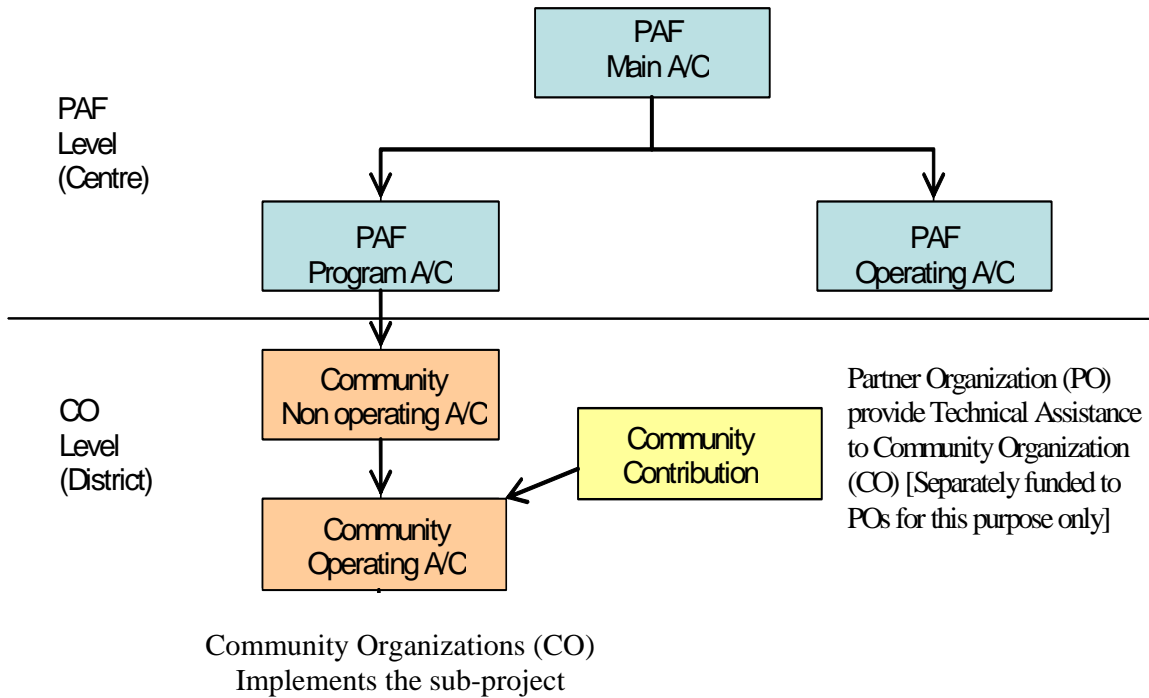 PAF
Main A/C
PAF
Level
(Centre)
PAF
Program A/C
PAF
Operating A/C
Community
Non operating A/C
CO
Level
(District)
Community
Contribution
Partner Organization (PO)
provide Technical Assistance
to Community Organization
(CO) [Separately funded to
POs for this purpose only]
Community
Operating A/C
Community Organizations (CO)
Implements the sub-project